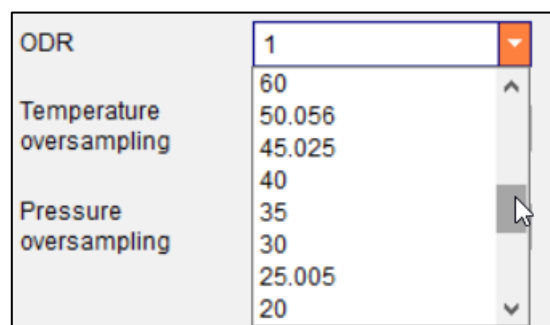 ODR
1
60
50.056
45.025
40
35
30
25.005
20
Temperature
oversampling
Pressure
oversampling